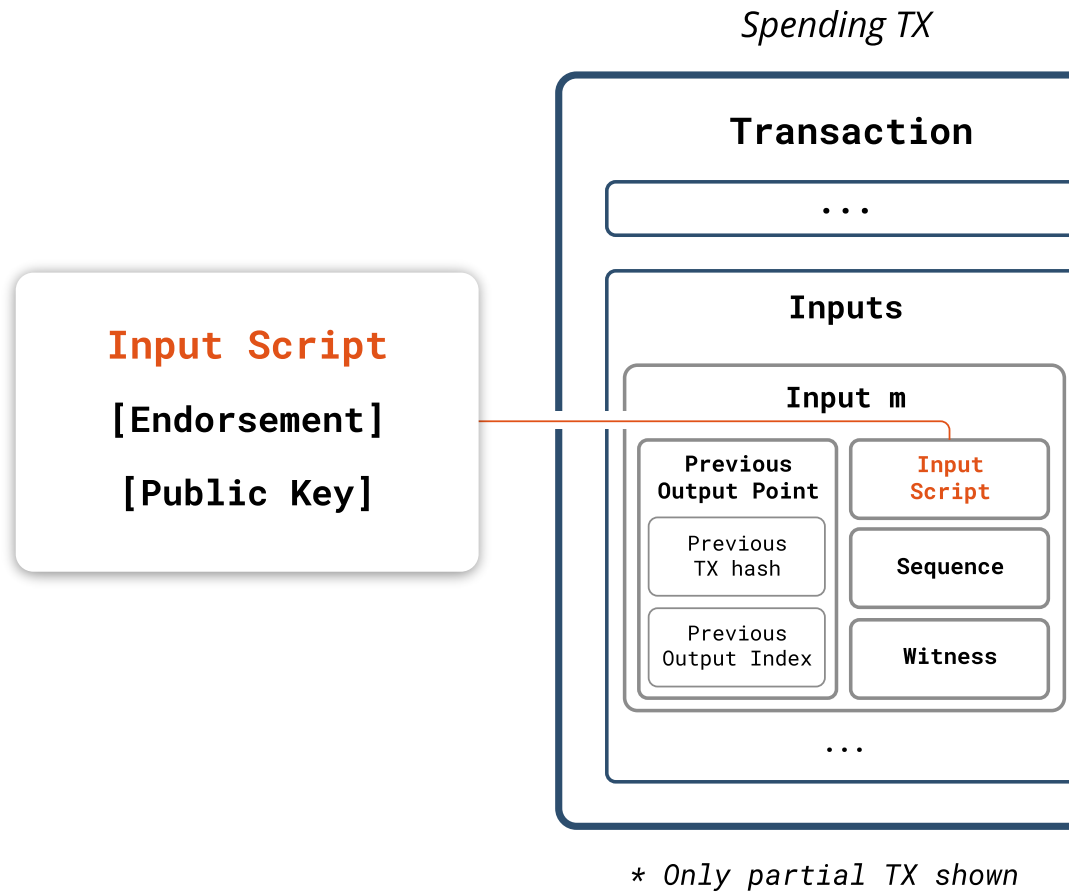 Spending TX
Transaction
...
Inputs
Input Script
[Endorsement]
[Public Key]
Input m
Previous
Output Point
Previous
TX hash
Previous
Output Index
Input
Script
Sequence
Witness
...
* Only partial TX shown